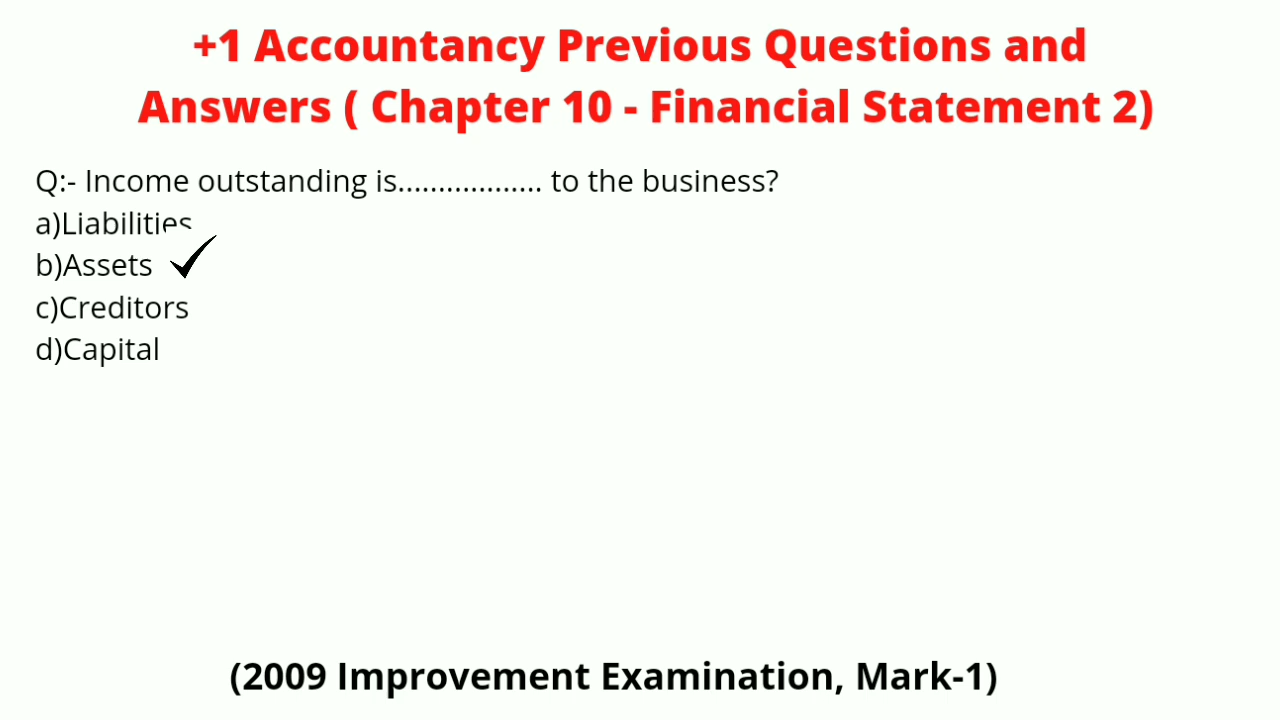 +1 Accountancy Previous Questions and
Answers ( Chapter 10 - Financial Statement 2)
Q:- Income outstanding is.................. to the business?
a)Liabilities
b)Assets
c)Creditors
d)Capital
(2009 Improvement Examination, Mark-1)